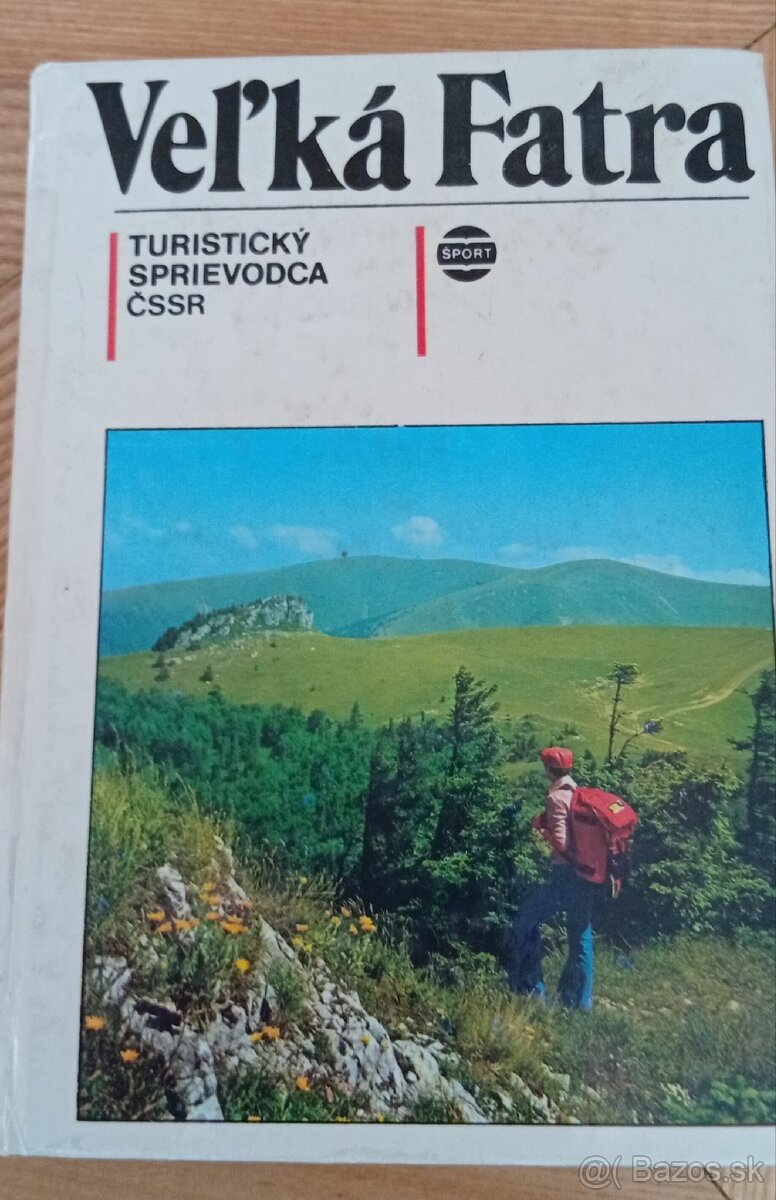 Veľká Fatra
TURISTICKÝ
SPRIEVODCA
ČSSR
ŠPORT
@( Bazos.sk